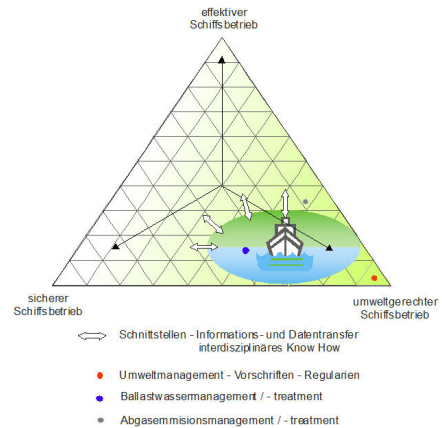 effektiver
Schiffsbetrieb
sicherer
Schiffsbetrieb
umweltgerechter
Schiffsbetrieb
Schnittstellen - Informations- und Datentransfer
interdisziplinäres Know How
Umweltmanagement - Vorschriften - Regularien
Ballastwassermanagement / - treatment
Abgasemmisionsmanagement / - treatment